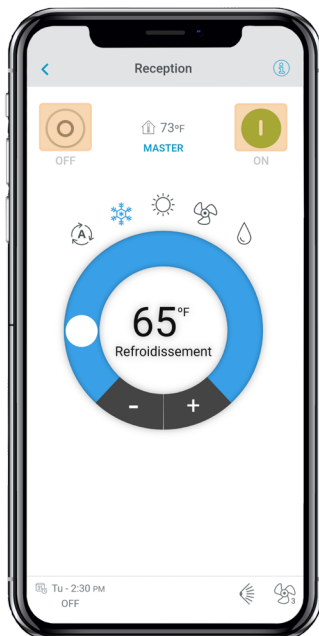 Reception
73°F
MASTER
OFF
ON
A
65°F
Refroidissement
- +
Tu - 2:30 PM
OFF
3